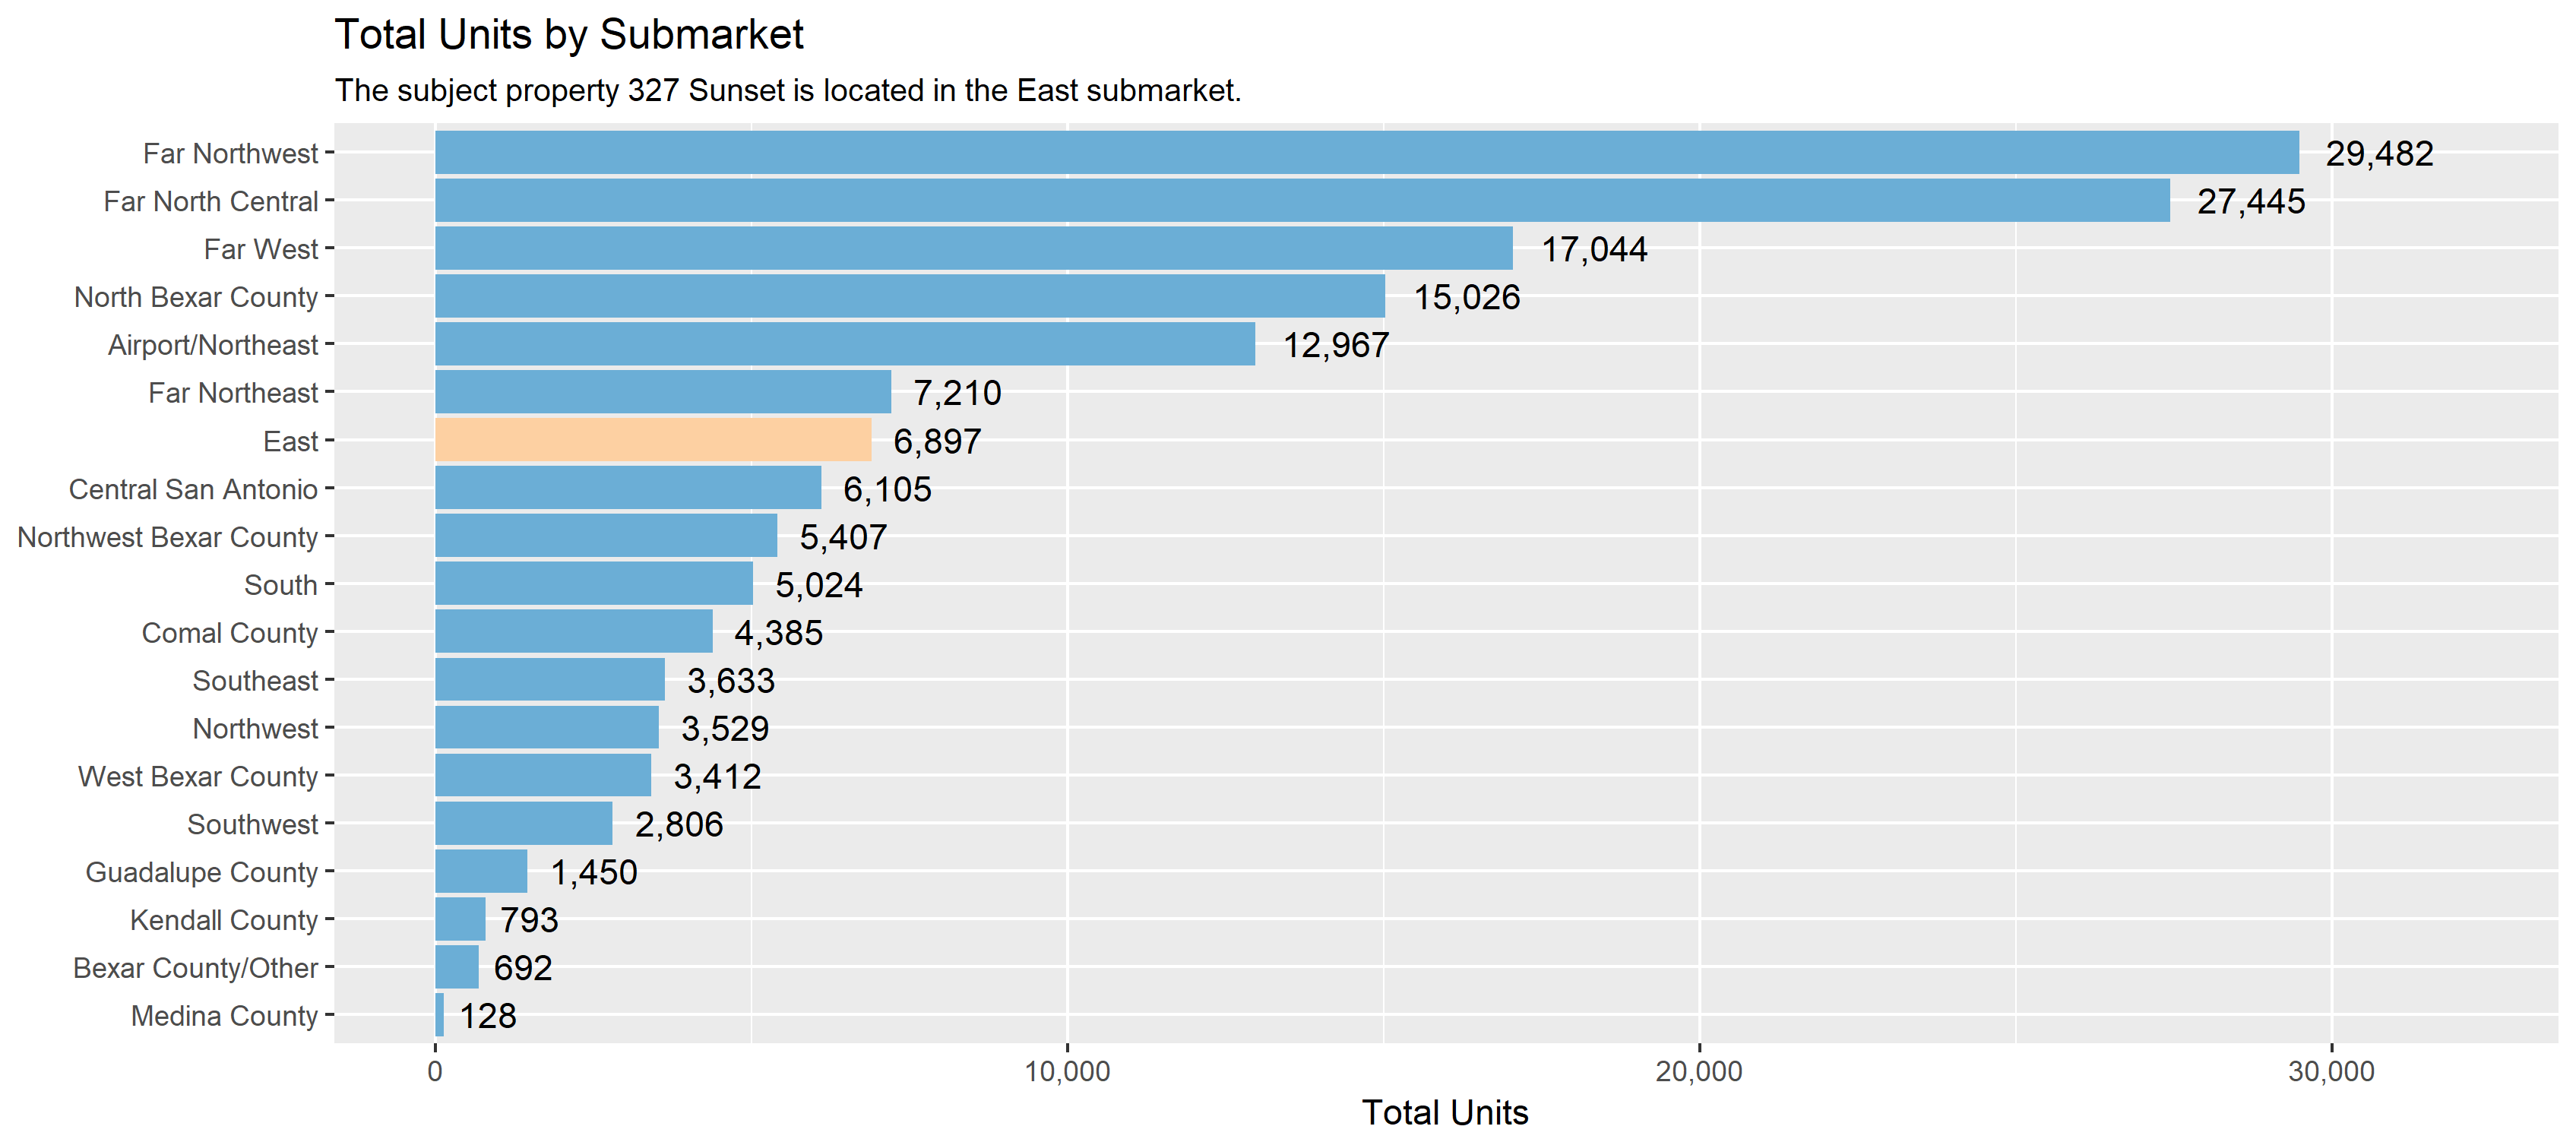 Total Units by Submarket
The subject property 327 Sunset is located in the East submarket.
Far Northwest 29,482
Far North Central 27,445
Far West 17,044
North Bexar County 15,026
Airport/Northeast 12,967
Far Northeast 7,210
East 6,897
Central San Antonio 6,105
Northwest Bexar County 5,407
South 5,024
Comal County 4,385
Southeast 3,633
Northwest 3,529
West Bexar County 3,412
Southwest 2,806
Guadalupe County 1,450
Kendall County 793
Bexar County/Other 692
Medina County 128
0 10,000 20,000 30,000
Total Units